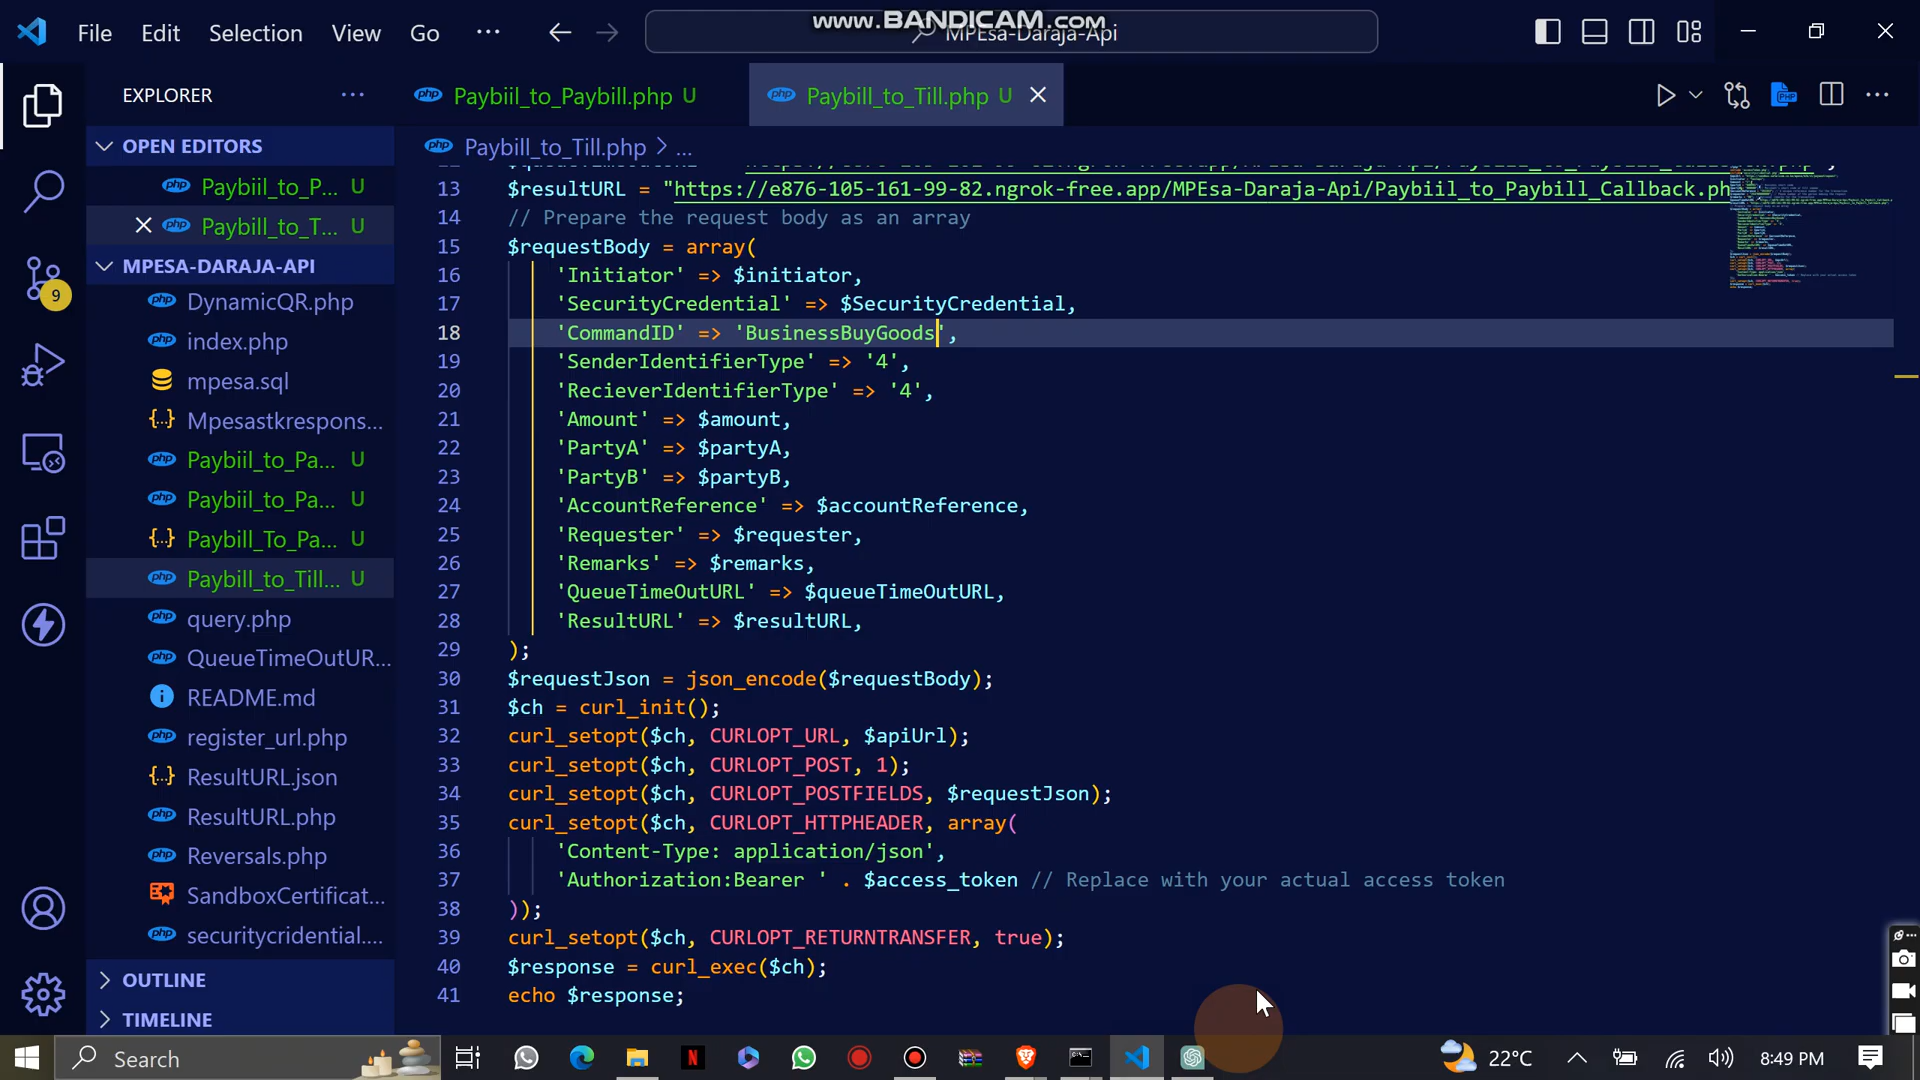 www.BANDICAM.com
File Edit Selection View Go ··· MPEsa-Daraja-Api
EXPLORER ···
Paybiil_to_Paybill.php U
Paybill_to_Till.php U
OPEN EDITORS
Paybiil_to_P... U
Paybill_to_T... U
MPESA-DARAJA-API
DynamicQR.php
index.php
mpesa.sql
Mpesastkrespons...
Paybiil_to_Pa... U
Paybiil_to_Pa... U
Paybill_To_Pa... U
Paybill_to_Till... U
query.php
QueueTimeOutUR...
README.md
register_url.php
ResultURL.json
ResultURL.php
Reversals.php
SandboxCertificat...
securitycridential....
OUTLINE
TIMELINE
9
Paybill_to_Till.php > ...
13 $resultURL = "https://e876-105-161-99-82.ngrok-free.app/MPEsa-Daraja-Api/Paybiil_to_Paybill_Callback.ph
14 // Prepare the request body as an array
15 $requestBody = array(
16 'Initiator' => $initiator,
17 'SecurityCredential' => $SecurityCredential,
18 'CommandID' => 'BusinessBuyGoods',
19 'SenderIdentifierType' => '4',
20 'RecieverIdentifierType' => '4',
21 'Amount' => $amount,
22 'PartyA' => $partyA,
23 'PartyB' => $partyB,
24 'AccountReference' => $accountReference,
25 'Requester' => $requester,
26 'Remarks' => $remarks,
27 'QueueTimeOutURL' => $queueTimeOutURL,
28 'ResultURL' => $resultURL,
29 );
30 $requestJson = json_encode($requestBody);
31 $ch = curl_init();
32 curl_setopt($ch, CURLOPT_URL, $apiUrl);
33 curl_setopt($ch, CURLOPT_POST, 1);
34 curl_setopt($ch, CURLOPT_POSTFIELDS, $requestJson);
35 curl_setopt($ch, CURLOPT_HTTPHEADER, array(
36 'Content-Type: application/json',
37 'Authorization:Bearer ' . $access_token // Replace with your actual access token
38 ));
39 curl_setopt($ch, CURLOPT_RETURNTRANSFER, true);
40 $response = curl_exec($ch);
41 echo $response;
Search
22°C
8:49 PM